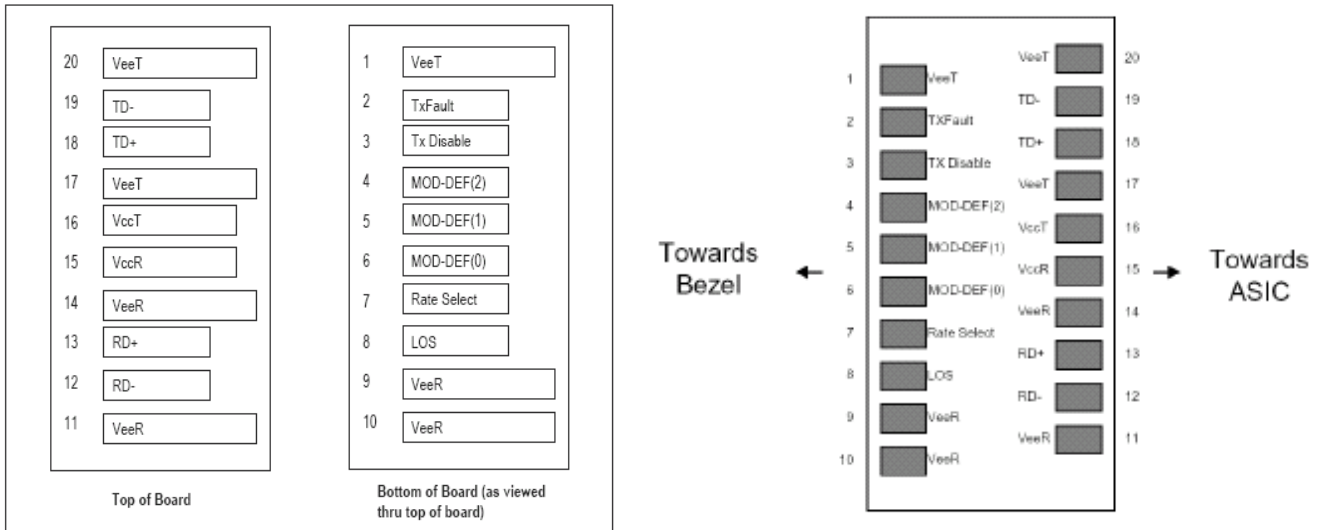 20 VeeT
19 TD-
18 TD+
17 VeeT
16 VccT
15 VccR
14 VeeR
13 RD+
12 RD-
11 VeeR
Top of Board
1 VeeT
2 TxFault
3 Tx Disable
4 MOD-DEF(2)
5 MOD-DEF(1)
6 MOD-DEF(0)
7 Rate Select
8 LOS
9 VeeR
10 VeeR
Bottom of Board (as viewed
thru top of board)
Towards
Bezel
1 VeeT
2 TXFault
3 TX Disable
4 MOD-DEF(2)
5 MOD-DEF(1)
6 MOD-DEF(0)
7 Rate Select
8 LOS
9 VeeR
10 VeeR
VeeT 20
TD- 19
TD+ 18
VeeT 17
VccT 16
VccR 15
VeeR 14
RD+ 13
RD- 12
VeeR 11
Towards
ASIC